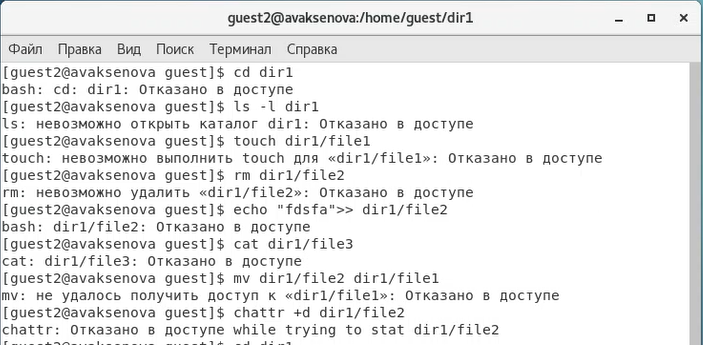 guest2@avaksenova:/home/guest/dir1
Файл Правка Вид Поиск Терминал Справка
[guest2@avaksenova guest]$ cd dir1
bash: cd: dir1: Отказано в доступе
[guest2@avaksenova guest]$ ls -l dir1
ls: невозможно открыть каталог dir1: Отказано в доступе
[guest2@avaksenova guest]$ touch dir1/file1
touch: невозможно выполнить touch для «dir1/file1»: Отказано в доступе
[guest2@avaksenova guest]$ rm dir1/file2
rm: невозможно удалить «dir1/file2»: Отказано в доступе
[guest2@avaksenova guest]$ echo "fdsfa">> dir1/file2
bash: dir1/file2: Отказано в доступе
[guest2@avaksenova guest]$ cat dir1/file3
cat: dir1/file3: Отказано в доступе
[guest2@avaksenova guest]$ mv dir1/file2 dir1/file1
mv: не удалось получить доступ к «dir1/file1»: Отказано в доступе
[guest2@avaksenova guest]$ chattr +d dir1/file2
chattr: Отказано в доступе while trying to stat dir1/file2
[guest2@avaksenova guest]$ cd dir1